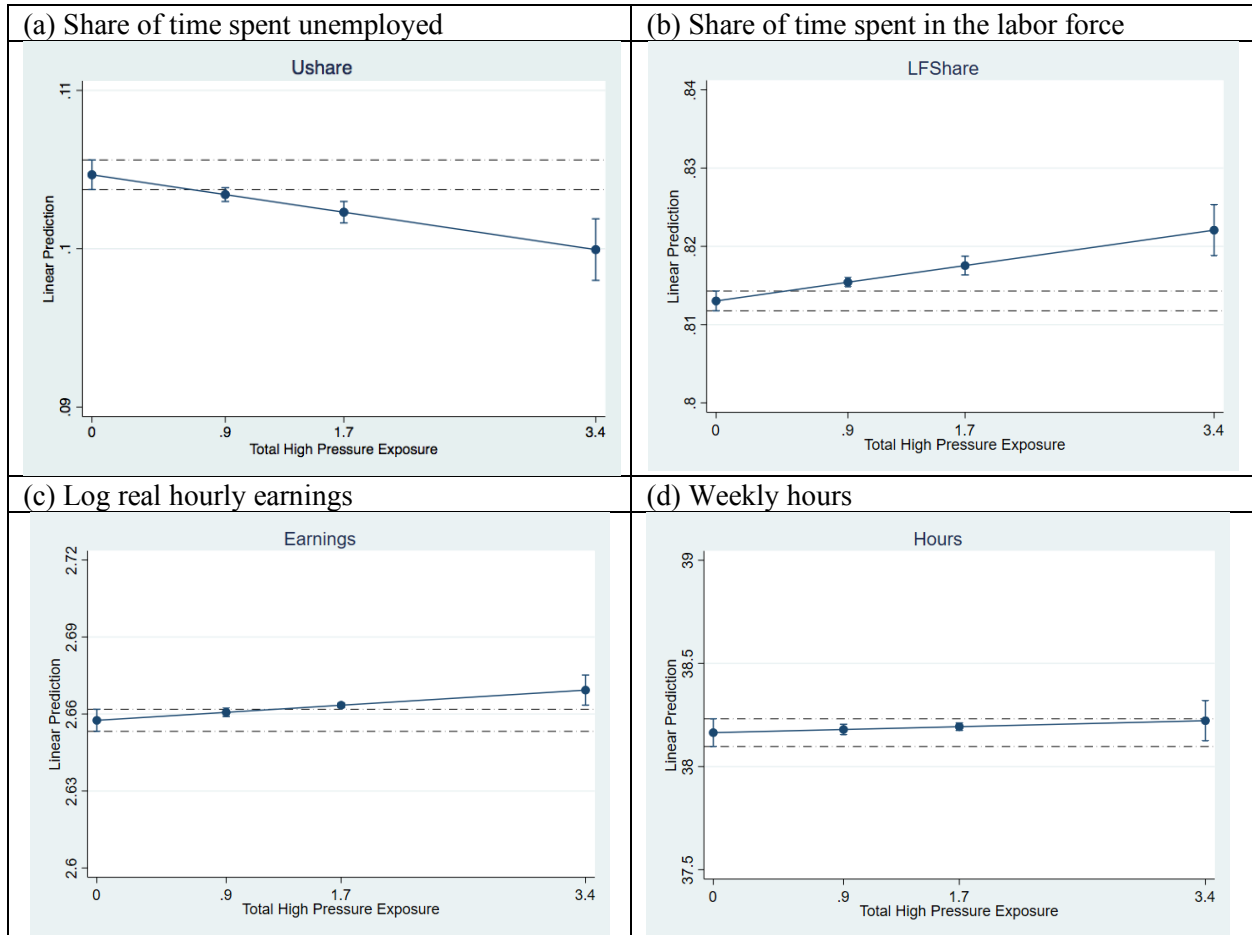 (a) Share of time spent unemployed
Ushare
.11
.1
.09
Linear Prediction
0 .9 1.7 3.4
Total High Pressure Exposure
(b) Share of time spent in the labor force
LFShare
.84
.83
.82
.81
.8
Linear Prediction
0 .9 1.7 3.4
Total High Pressure Exposure
(c) Log real hourly earnings
Earnings
2.72
2.69
2.66
2.63
2.6
Linear Prediction
0 .9 1.7 3.4
Total High Pressure Exposure
(d) Weekly hours
Hours
39
38.5
38
37.5
Linear Prediction
0 .9 1.7 3.4
Total High Pressure Exposure